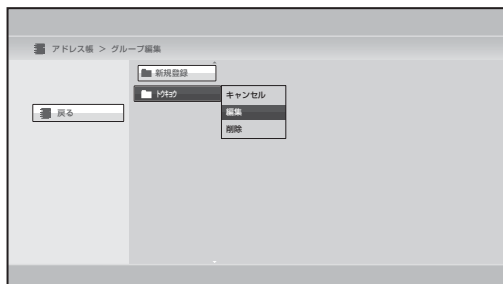 アドレス帳 > グループ編集
新規登録
ﾄｳｷｮｳ
キャンセル
戻る
編集
削除